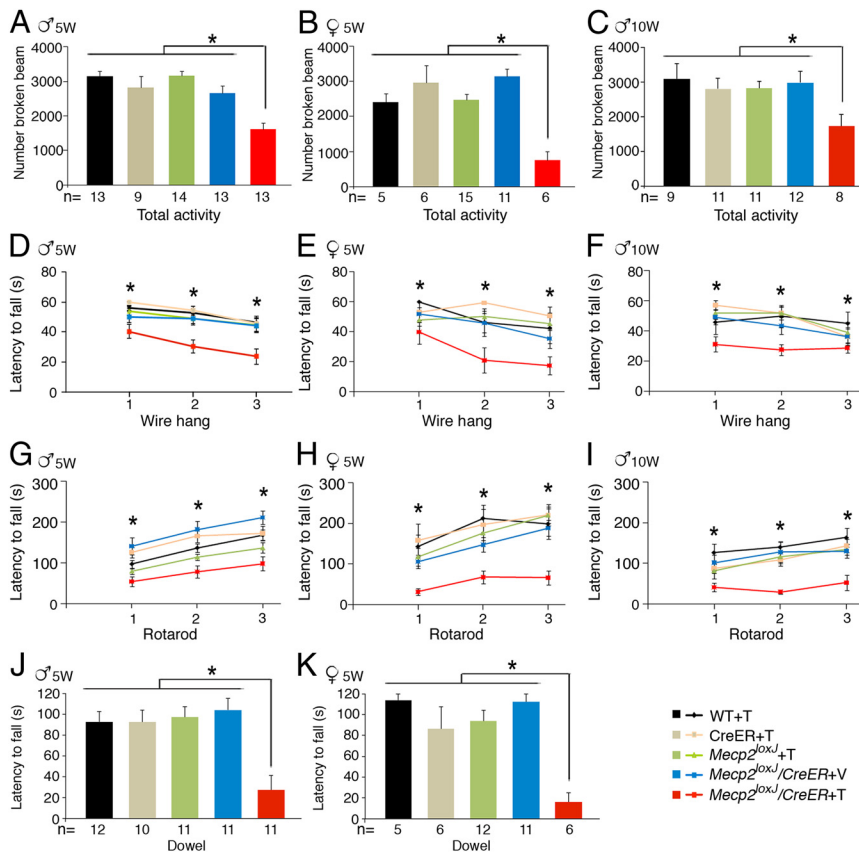 A ♂5W
*
Number broken beam
4000
3000
2000
1000
0
n= 13 9 14 13 13
Total activity
B ♀5W
*
Number broken beam
4000
3000
2000
1000
0
n= 5 6 15 11 6
Total activity
C ♂10W
*
Number broken beam
4000
3000
2000
1000
0
n= 9 11 11 12 8
Total activity
D ♂5W
* * *
Latency to fall (s)
80
60
40
20
0
1 2 3
Wire hang
E ♀5W
* * *
Latency to fall (s)
80
60
40
20
0
1 2 3
Wire hang
F ♂10W
* * *
Latency to fall (s)
80
60
40
20
0
1 2 3
Wire hang
G ♂5W
* * *
Latency to fall (s)
300
200
100
0
1 2 3
Rotarod
H ♀5W
* * *
Latency to fall (s)
300
200
100
0
1 2 3
Rotarod
I ♂10W
* * *
Latency to fall (s)
300
200
100
0
1 2 3
Rotarod
J ♂5W
*
Latency to fall (s)
120
100
80
60
40
20
0
n= 12 10 11 11 11
Dowel
K ♀5W
*
Latency to fall (s)
120
100
80
60
40
20
0
n= 5 6 12 11 6
Dowel
WT+T
CreER+T
Mecp2loxJ+T
Mecp2loxJ/CreER+V
Mecp2loxJ/CreER+T